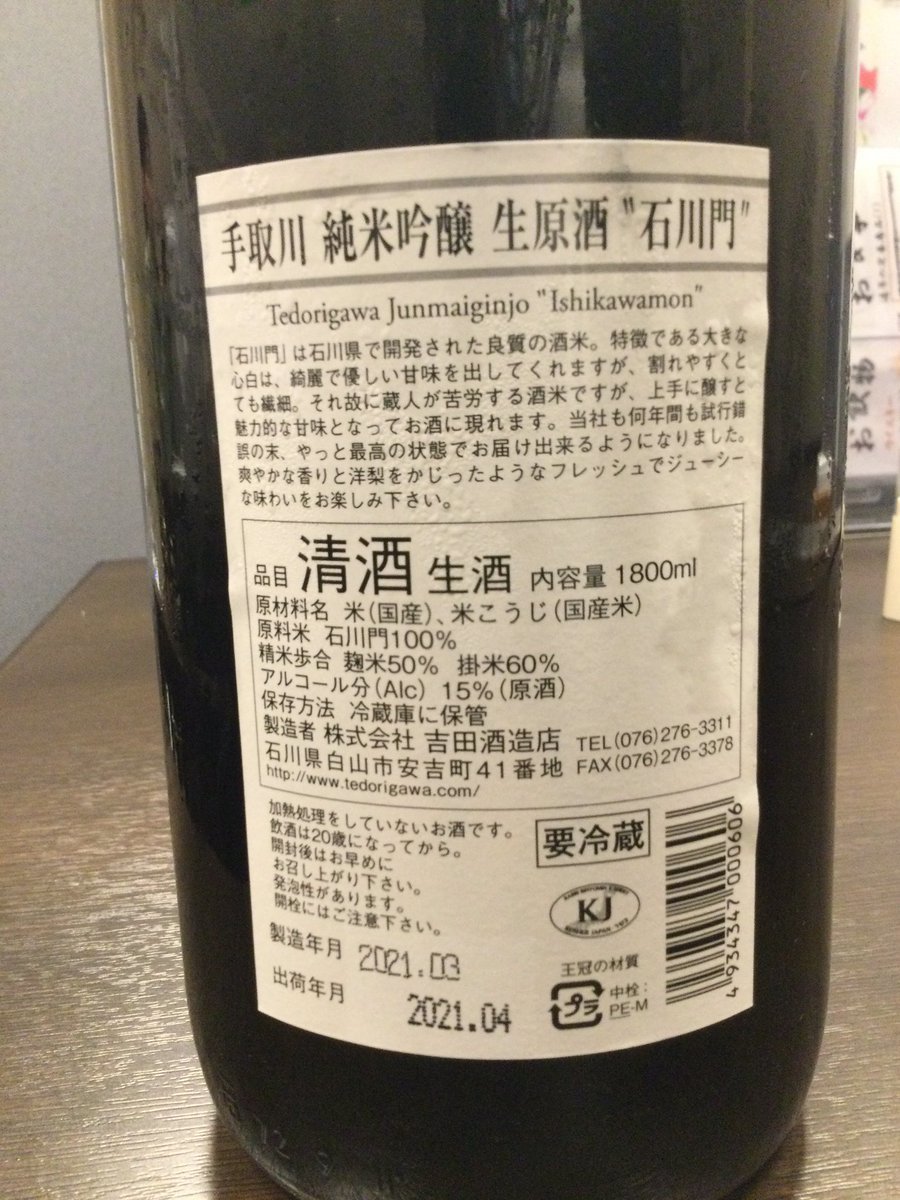 手取川 純米吟醸 生原酒 "石川門"
Tedorigawa Junmaiginjo "Ishikawamon"
「石川門」は石川県で開発された良質の酒米。特徴である大きな
心白は、綺麗で優しい甘味を出してくれますが、割れやすくと
ても繊細。それ故に蔵人が苦労する酒米ですが、上手に醸すと
魅力的な甘味となってお酒に現れます。当社も何年間も試行錯
誤の末、やっと最高の状態でお届け出来るようになりました。
爽やかな香りと洋梨をかじったようなフレッシュでジューシー
な味わいをお楽しみ下さい。
品目 清酒 生酒 内容量 1800ml
原材料名 米(国産)、米こうじ(国産米)
原料米 石川門100%
精米歩合 麹米50% 掛米60%
アルコール分(Alc) 15%(原酒)
保存方法 冷蔵庫に保管
製造者 株式会社 吉田酒造店 TEL(076)276-3311
石川県白山市安吉町41番地 FAX(076)276-3378
http://www.tedorigawa.com/
加熱処理をしていないお酒です。
飲酒は20歳になってから。
開封後はお早めに
お召し上がり下さい。
発泡性があります。
開栓にはご注意下さい。
要冷蔵
KJ
製造年月 2021.03
出荷年月 2021.04
王冠の材質
プラ
中栓:
PE-M
4 934347 000606
お飲物